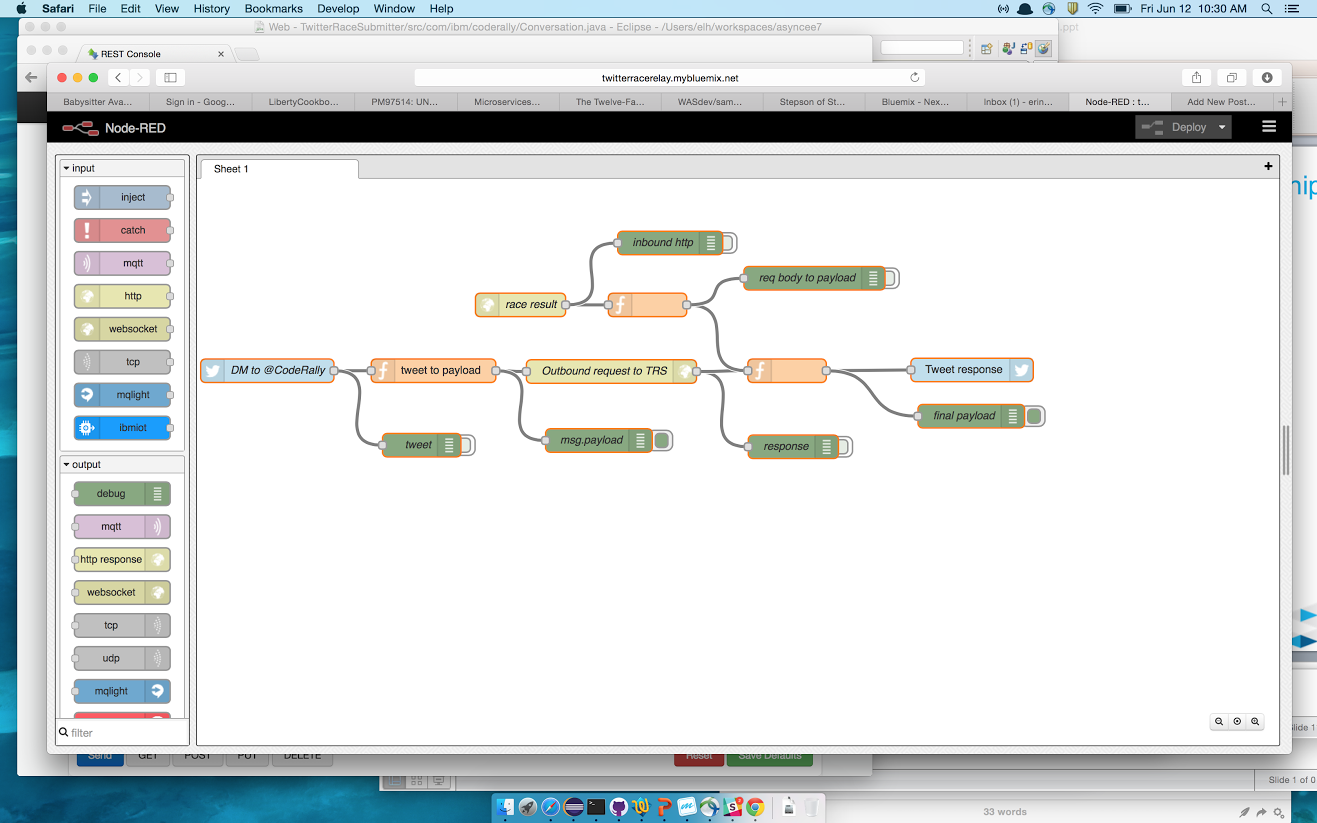 Safari File Edit View History Bookmarks Develop Window Help Fri Jun 12 10:30 AM
Web - TwitterRaceSubmitter/src/com/ibm/coderally/Conversation.java - Eclipse - /Users/elh/workspaces/asyncee7
.ppt
REST Console
twitterracerelay.mybluemix.net
Babysitter Ava... Sign in - Goog... LibertyCookbo... PM97514: UN... Microservices... The Twelve-Fa... WASdev/sam... Stepson of St... Bluemix - Nex... Inbox (1) - erin... Node-RED : t... Add New Post...
Node-RED
Deploy
input
Sheet 1
inject
catch
mqtt
http
websocket
tcp
mqlight
ibmiot
output
debug
mqtt
http response
websocket
tcp
udp
mqlight
filter
inbound http
req body to payload
race result
DM to @CodeRally
tweet to payload
Outbound request to TRS
Tweet response
final payload
tweet
msg.payload
response
hip
Slide 1
Send GET POST PUT DELETE Reset Save Defaults
Slide 1 of 0
33 words